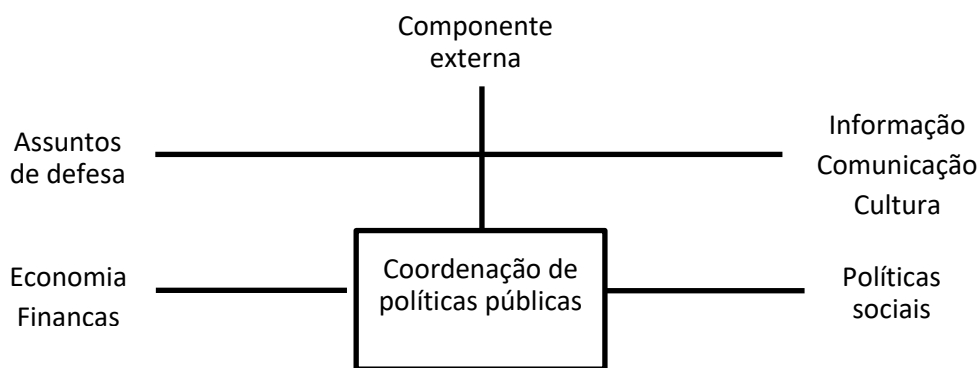 Componente
externa
Assuntos
de defesa
Informação
Comunicação
Cultura
Economia
Financas
Coordenação de
políticas públicas
Políticas
sociais